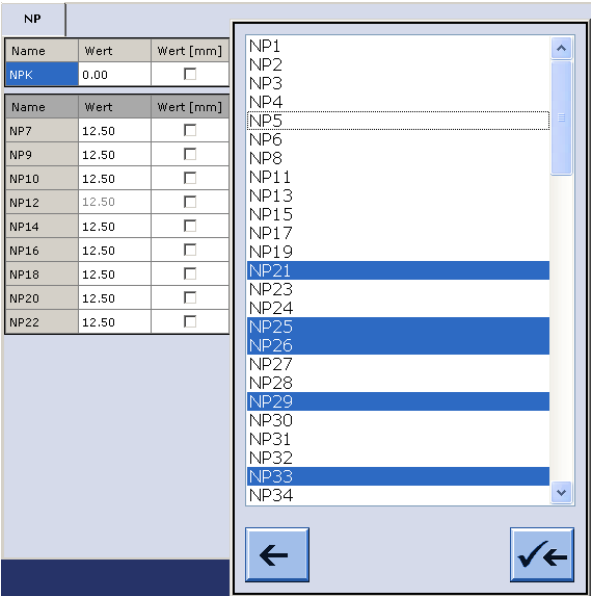 NP
Name Wert Wert [mm]
NPK 0.00
Name Wert Wert [mm]
NP7 12.50
NP9 12.50
NP10 12.50
NP12 12.50
NP14 12.50
NP16 12.50
NP18 12.50
NP20 12.50
NP22 12.50
NP1
NP2
NP3
NP4
NP5
NP6
NP8
NP11
NP13
NP15
NP17
NP19
NP21
NP23
NP24
NP25
NP26
NP27
NP28
NP29
NP30
NP31
NP32
NP33
NP34